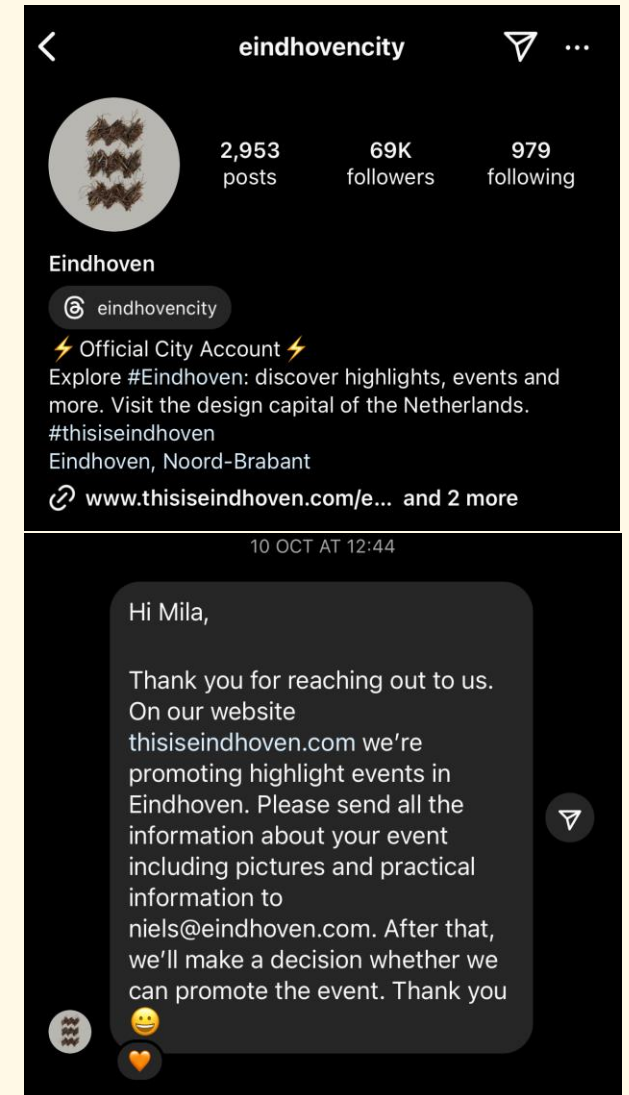 eindhovencity
2,953 69K 979
posts followers following
Eindhoven
eindhovencity
⚡ Official City Account ⚡
Explore #Eindhoven: discover highlights, events and
more. Visit the design capital of the Netherlands.
#thisiseindhoven
Eindhoven, Noord-Brabant
www.thisiseindhoven.com/e... and 2 more
10 OCT AT 12:44
Hi Mila,
Thank you for reaching out to us.
On our website
thisiseindhoven.com we’re
promoting highlight events in
Eindhoven. Please send all the
information about your event
including pictures and practical
information to
niels@eindhoven.com. After that,
we’ll make a decision whether we
can promote the event. Thank you
😀